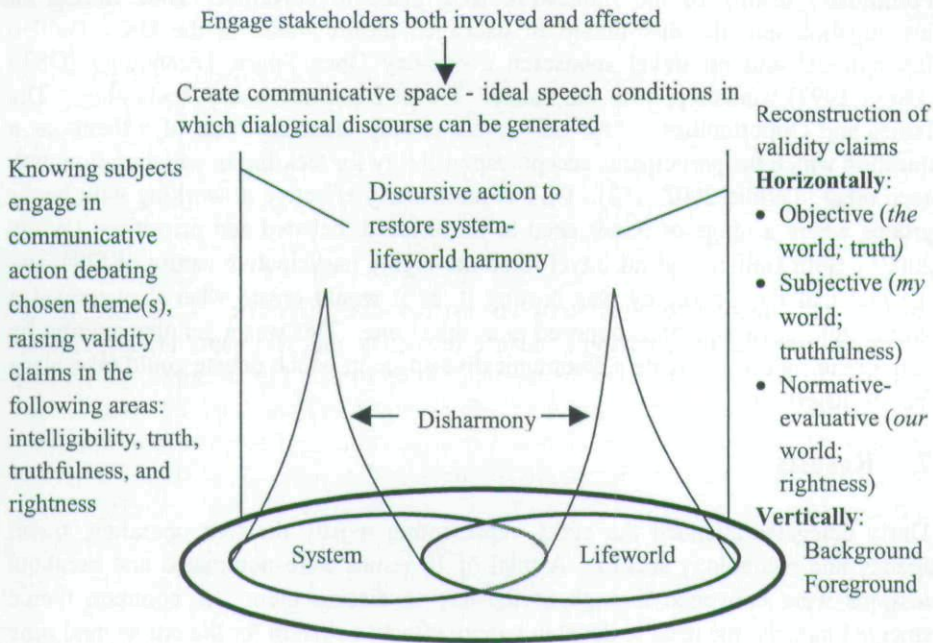 Engage stakeholders both involved and affected
Create communicative space - ideal speech conditions in
which dialogical discourse can be generated
Knowing subjects
engage in
communicative
action debating
chosen these(s),
raising validity
claims in the
following areas:
intelligibility, truth,
truthfulness, and
rightness
Discursive action to
restore system-
lifeworld harmony
Disharmony
System
Lifeworld
Reconstruction of
validity claims
Horizontally:
• Objective (the
world; truth)
• Subjective (my
world;
truthfulness)
• Normative-
evaluative (our
world;
rightness)
Vertically:
Background
Foreground